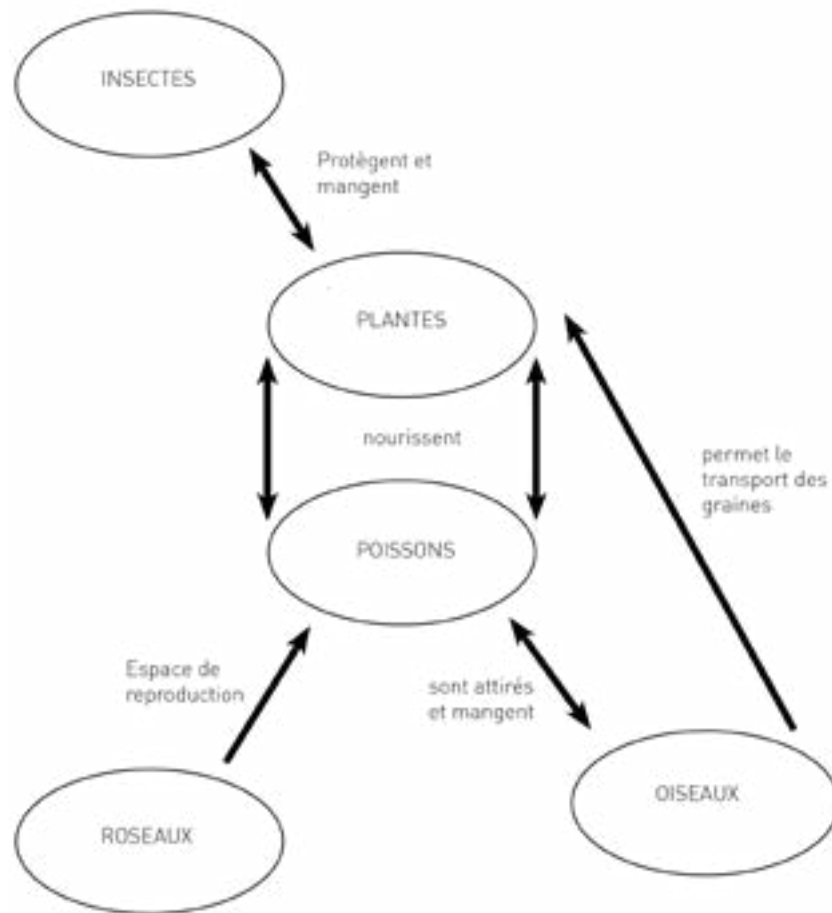 INSECTES
Protègent et
mangent
PLANTES
nourissent
permet le
transport des
graines
POISSONS
Espace de
reproduction
sont attirés
et mangent
OISEAUX
ROSEAUX